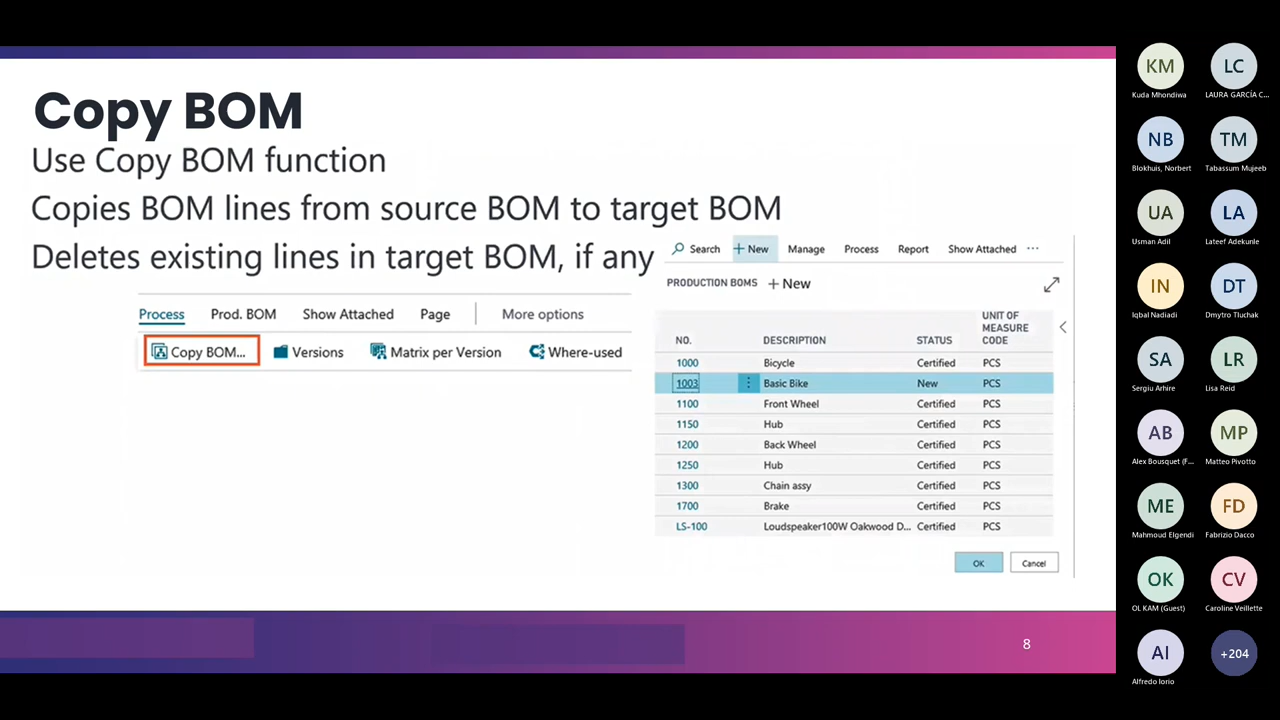 Copy BOM
Use Copy BOM function
Copies BOM lines from source BOM to target BOM
Deletes existing lines in target BOM, if any
Process Prod. BOM Show Attached Page More options
Copy BOM... Versions Matrix per Version Where-used
Search + New Manage Process Report Show Attached ...
PRODUCTION BOMS + New
NO. DESCRIPTION STATUS UNIT OF MEASURE CODE
1000 Bicycle Certified PCS
1003 Basic Bike New PCS
1100 Front Wheel Certified PCS
1150 Hub Certified PCS
1200 Back Wheel Certified PCS
1250 Hub Certified PCS
1300 Chain assy Certified PCS
1700 Brake Certified PCS
LS-100 Loudspeaker100W Oakwood D... Certified PCS
OK Cancel
8
KM LC
Kuda Mhondiwa LAURA GARCÍA C...
NB TM
Blokhuis, Norbert Tabassum Mujeeb
UA LA
Usman Adil Lateef Adekunle
IN DT
Iqbal Nadiadi Dmytro Tluchak
SA LR
Sergiu Arhire Lisa Reid
AB MP
Alex Bousquet (F... Matteo Pivotto
ME FD
Mahmoud Elgendi Fabrizio Dacco
OK CV
OL KAM (Guest) Caroline Veillette
AI +204
Alfredo Iorio